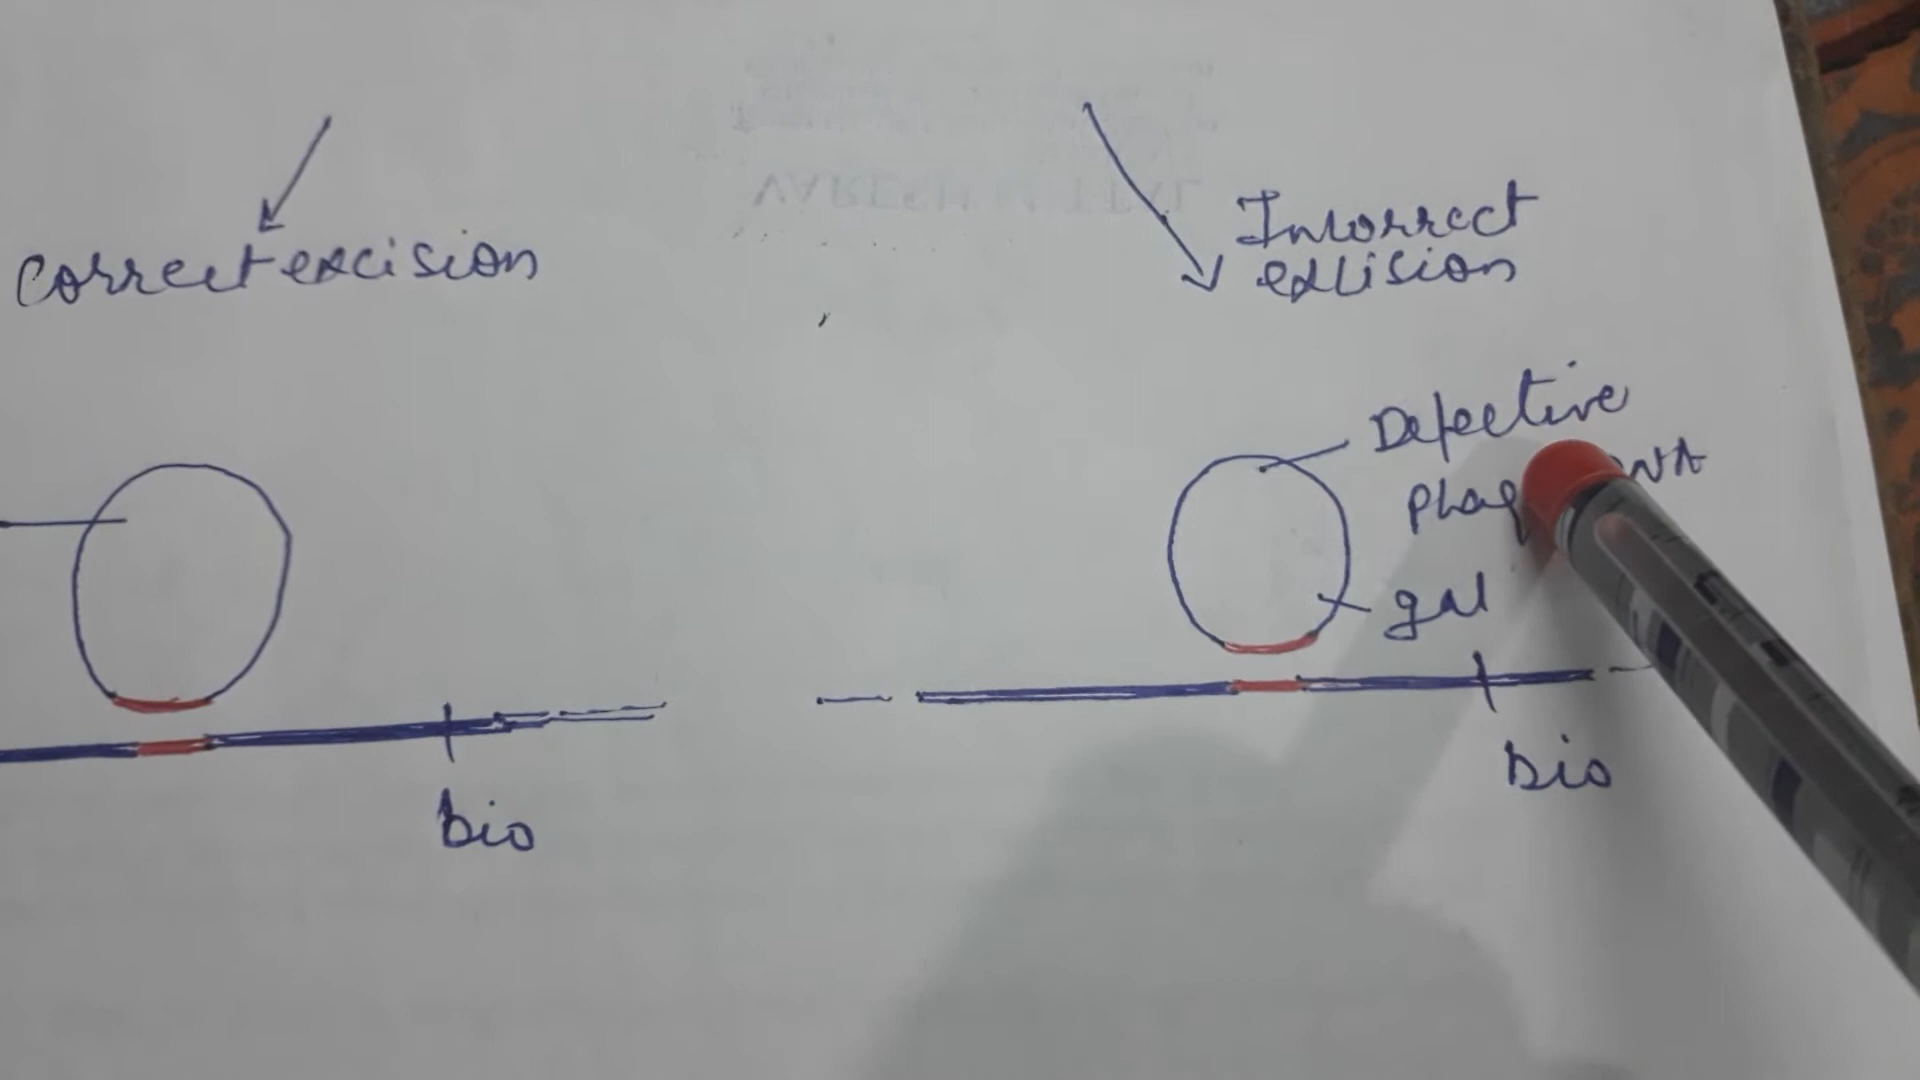 Correct excision
Incorrect
excision
Defective
gal
bio
bio